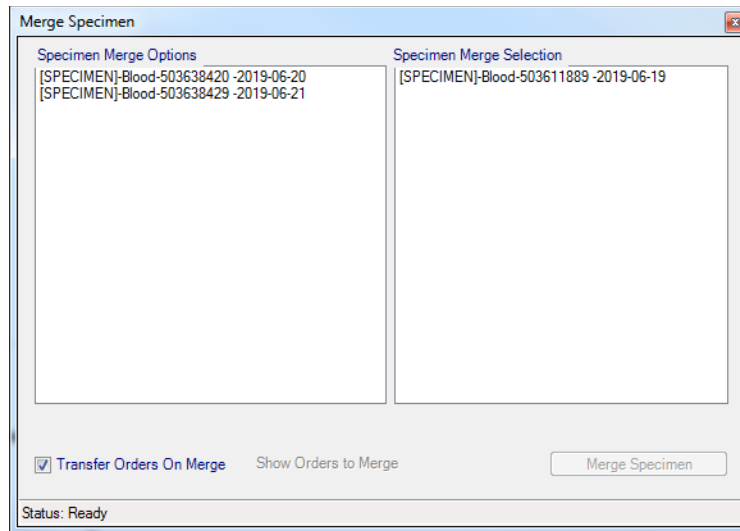 Merge Specimen
x
Specimen Merge Options
[SPECIMEN]-Blood-503638420 -2019-06-20
[SPECIMEN]-Blood-503638429 -2019-06-21
Specimen Merge Selection
[SPECIMEN]-Blood-503611889 -2019-06-19
Transfer Orders On Merge
Show Orders to Merge
Merge Specimen
Status: Ready